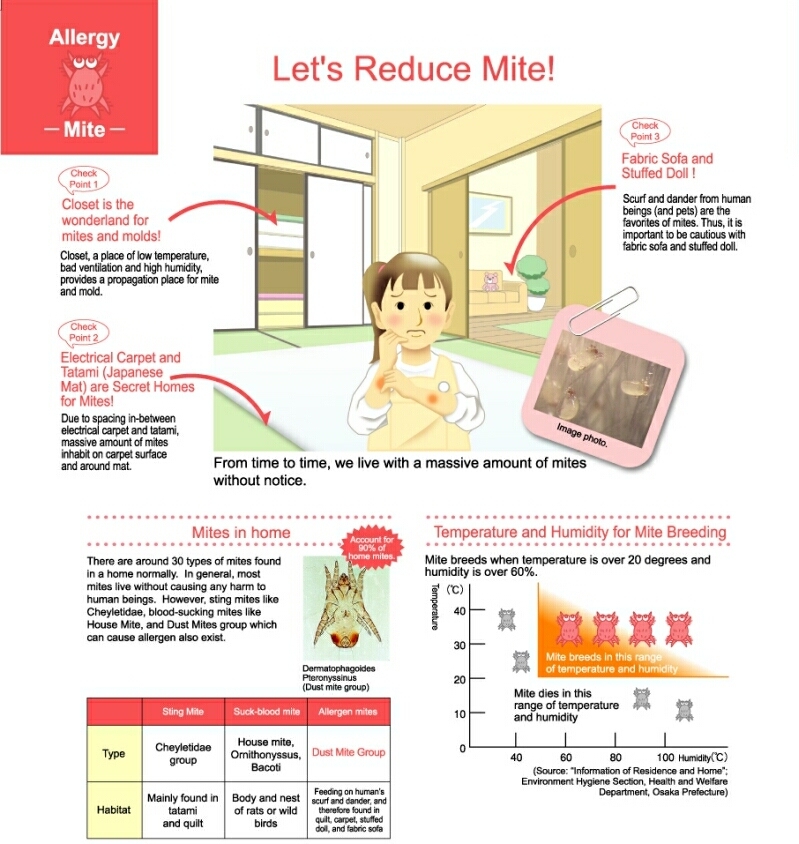 Allergy
— Mite —
Let's Reduce Mite!
Check
Point 1
Closet is the
wonderland for
mites and molds!
Closet, a place of low temperature,
bad ventilation and high humidity,
provides a propagation place for mite
and mold.
Check
Point 2
Electrical Carpet and
Tatami (Japanese
Mat) are Secret Homes
for Mites!
Due to spacing in-between
electrical carpet and tatami,
massive amount of mites
inhabit on carpet surface
and around mat.
Check
Point 3
Fabric Sofa and
Stuffed Doll !
Scurf and dander from human
beings (and pets) are the
favorites of mites. Thus, it is
important to be cautious with
fabric sofa and stuffed doll.
Image photo.
From time to time, we live with a massive amount of mites
without notice.
Mites in home
Account for
90% of
home mites.
There are around 30 types of mites found
in a home normally. In general, most
mites live without causing any harm to
human beings. However, sting mites like
Cheyletidae, blood-sucking mites like
House Mite, and Dust Mites group which
can cause allergen also exist.
Dermatophagoides
Pteronyssinus
(Dust mite group)
Sting Mite
Suck-blood mite
Allergen mites
Type
Cheyletidae
group
House mite,
Ornithonyssus,
Bacoti
Dust Mite Group
Habitat
Mainly found in
tatami
and quilt
Body and nest
of rats or wild
birds
Feeding on human's
scurf and dander, and
therefore found in
quilt, carpet, stuffed
doll, and fabric sofa
Temperature and Humidity for Mite Breeding
Mite breeds when temperature is over 20 degrees and
humidity is over 60%.
Temperature
(℃)
40
30
20
10
0
Mite breeds in this range
of temperature and humidity
Mite dies in this
range of temperature
and humidity
40 60 80 100 Humidity(℃)
(Source: "Information of Residence and Home";
Environment Hygiene Section, Health and Welfare
Department, Osaka Prefecture)